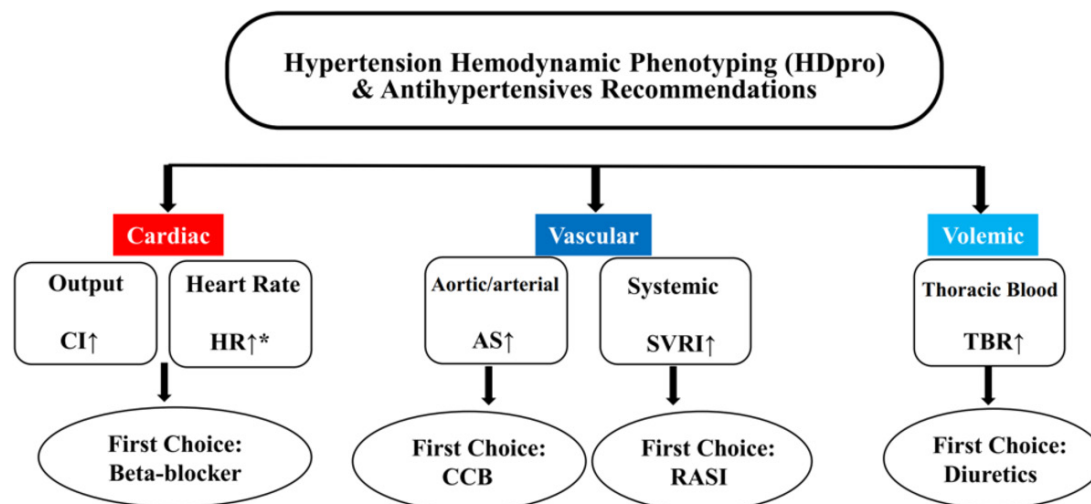 Hypertension Hemodynamic Phenotyping (HDpro)
& Antihypertensives Recommendations
Cardiac
Vascular
Volemic
Output
CI↑
Heart Rate
HR↑*
Aortic/arterial
AS↑
Systemic
SVRI↑
Thoracic Blood
TBR↑
First Choice:
Beta-blocker
First Choice:
CCB
First Choice:
RASI
First Choice:
Diuretics